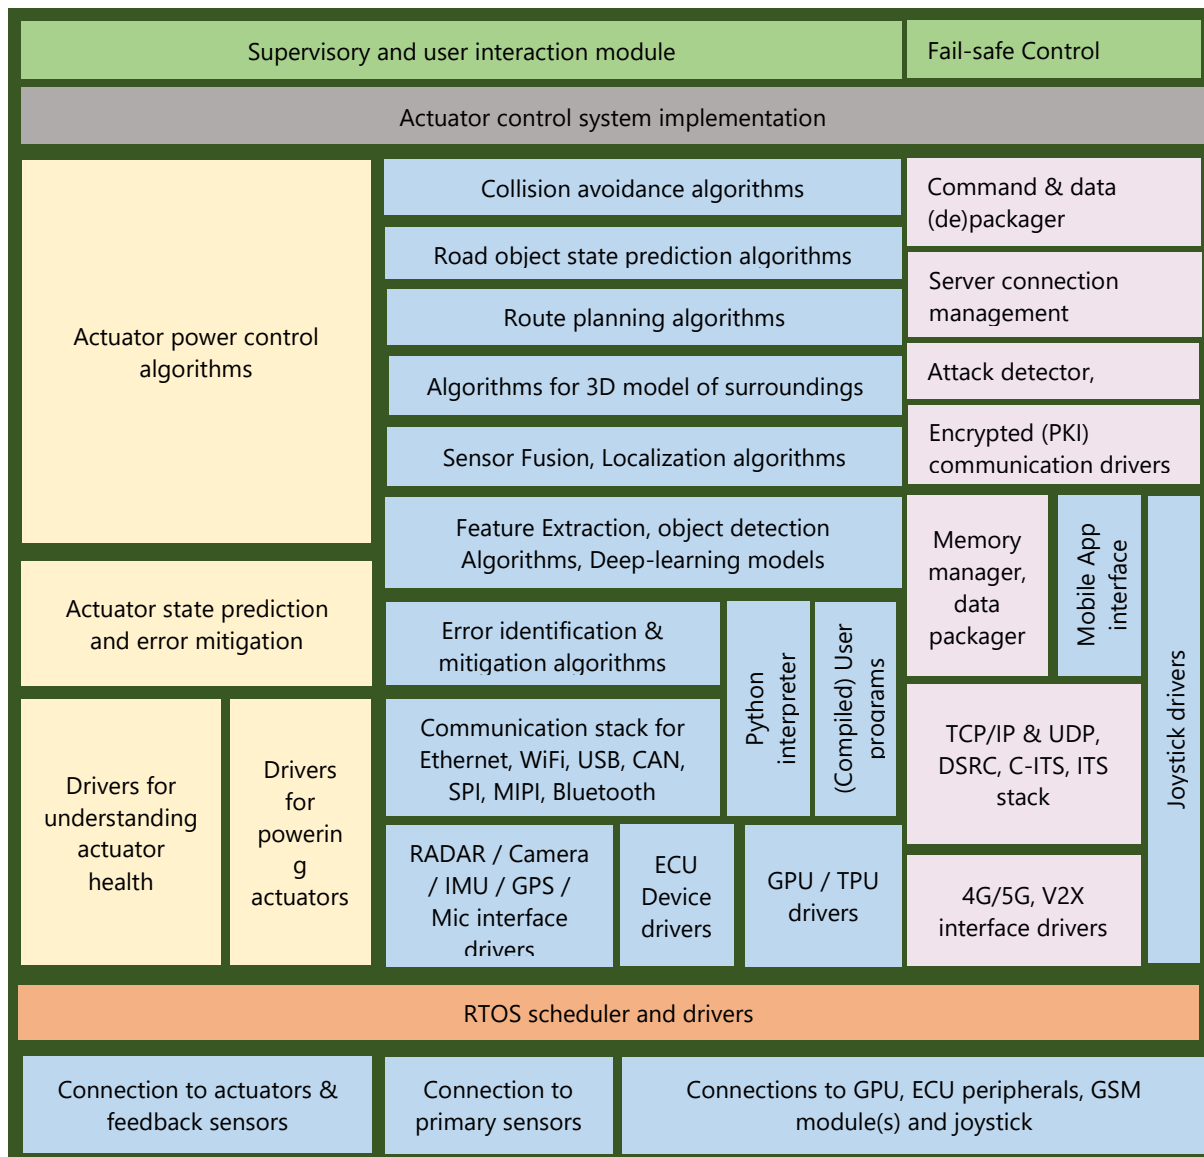 Supervisory and user interaction module
Fail-safe Control
Actuator control system implementation
Actuator power control
algorithms
Actuator state prediction
and error mitigation
Drivers for
understanding
actuator
health
Drivers
for
powerin
g
actuators
Collision avoidance algorithms
Road object state prediction algorithms
Route planning algorithms
Algorithms for 3D model of surroundings
Sensor Fusion, Localization algorithms
Feature Extraction, object detection
Algorithms, Deep-learning models
Error identification &
mitigation algorithms
Communication stack for
Ethernet, WiFi, USB, CAN,
SPI, MIPI, Bluetooth
Python
interpreter
(Compiled) User
programs
RADAR / Camera
/ IMU / GPS /
Mic interface
drivers
ECU
Device
drivers
GPU / TPU
drivers
Command & data
(de)packager
Server connection
management
Attack detector,
Encrypted (PKI)
communication drivers
Memory
manager,
data
packager
Mobile App
interface
Joystick drivers
TCP/IP & UDP,
DSRC, C-ITS, ITS
stack
4G/5G, V2X
interface drivers
RTOS scheduler and drivers
Connection to actuators &
feedback sensors
Connection to
primary sensors
Connections to GPU, ECU peripherals, GSM
module(s) and joystick